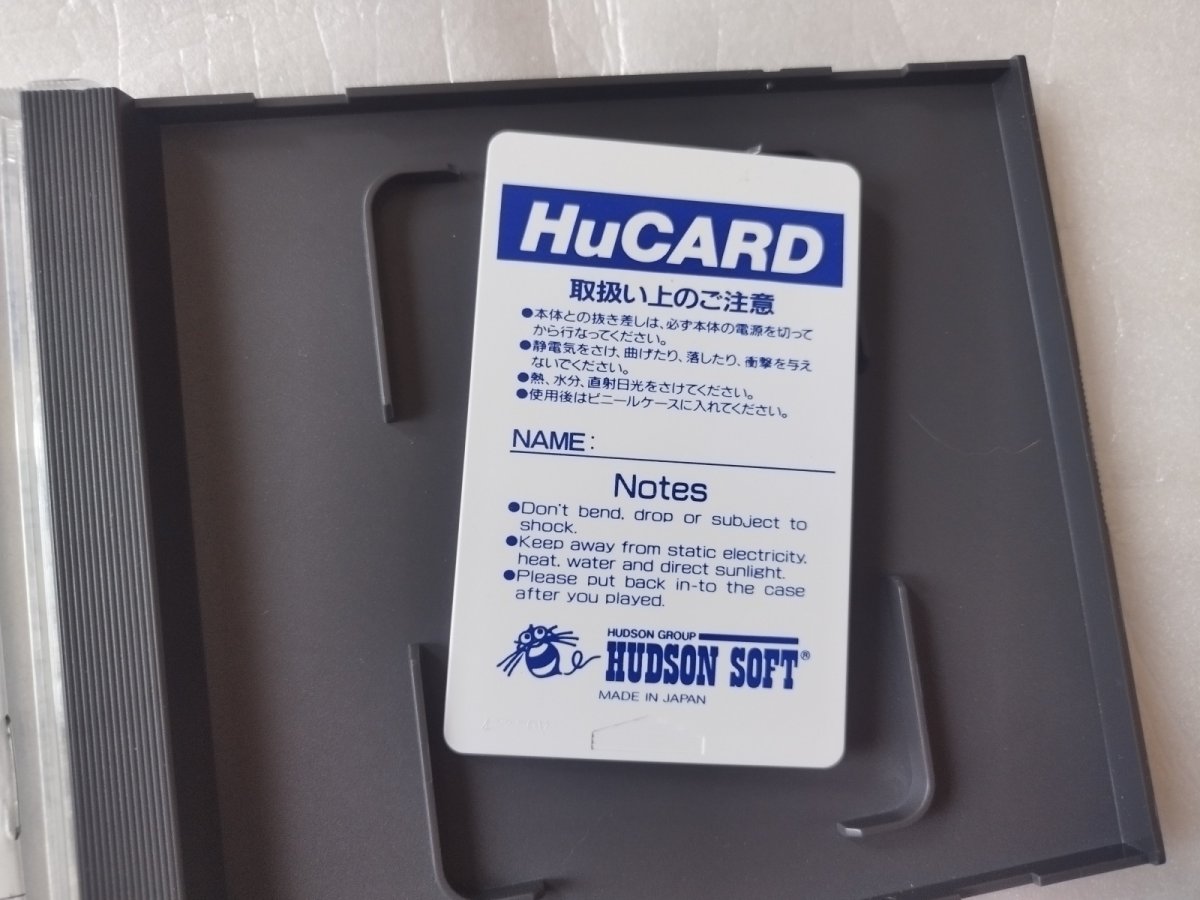 HuCARD
取扱い上のご注意
●本体との抜き差しは、必ず本体の電源を切って
から行なってください。
●静電気をさけ、曲げたり、落したり、衝撃を与え
ないでください。
●熱、水分、直射日光をさけてください。
●使用後はビニールケースに入れてください。
NAME:
Notes
●Don't bend, drop or subject to
shock.
●Keep away from static electricity,
heat, water and direct sunlight.
●Please put back in-to the case
after you played.
HUDSON GROUP
HUDSON SOFT®
MADE IN JAPAN